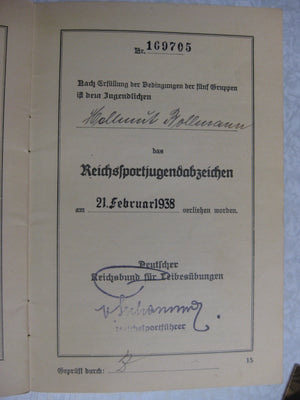 Nr. 169705
Nach Erfüllung der Bedingungen der fünf Gruppen
ist dem Jugendlichen
Hellmut Bollmann
das
Reichssportjugendabzeichen
am 21. Februar 1938 verliehen worden.
Deutscher
Reichsbund für Leibesübungen
Reichssportführer
15
Geprüft durch: